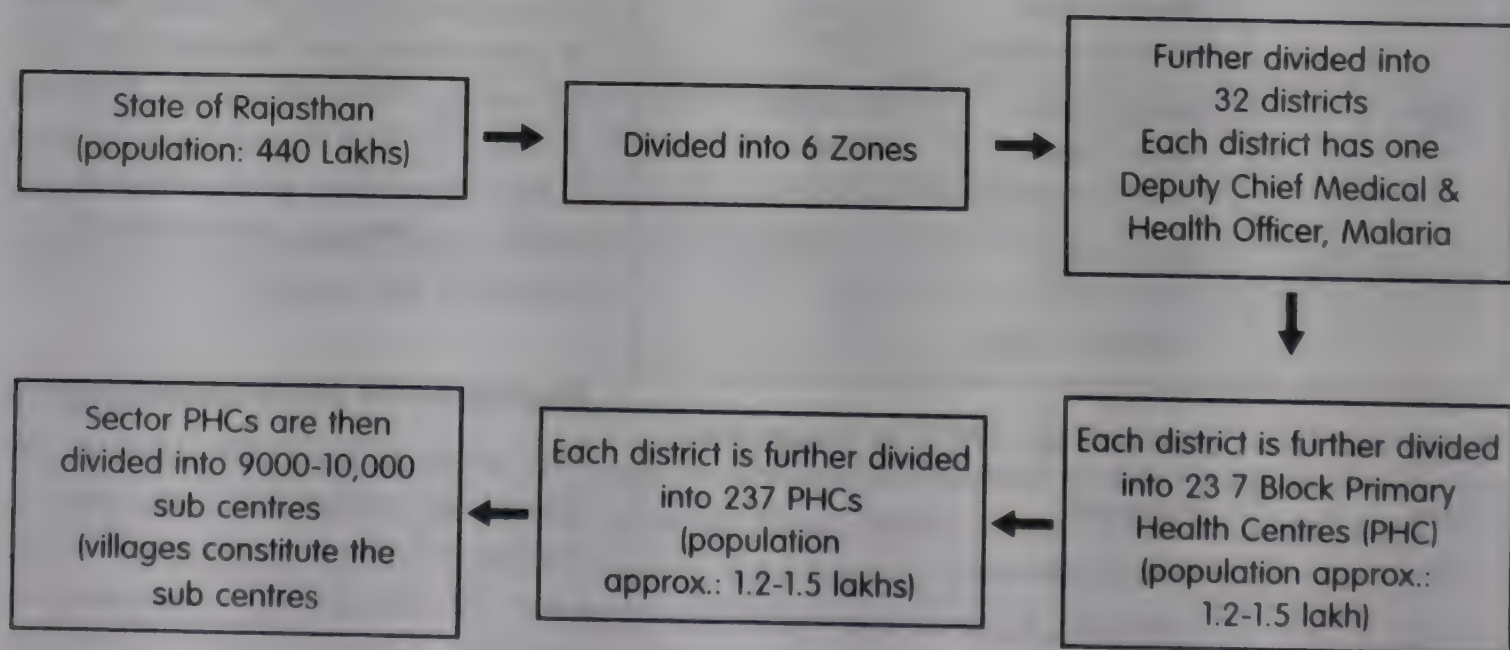 State of Rajasthan
(population: 440 Lakhs)
Divided into 6 Zones
Further divided into
32 districts
Each district has one
Deputy Chief Medical &
Health Officer, Malaria
Each district is further divided
into 23 7 Block Primary
Health Centres (PHC)
(population approx.:
1.2-1.5 lakh)
Each district is further divided
into 237 PHCs
(population
approx.: 1.2-1.5 lakhs)
Sector PHCs are then
divided into 9000-10,000
sub centres
(villages constitute the
sub centres